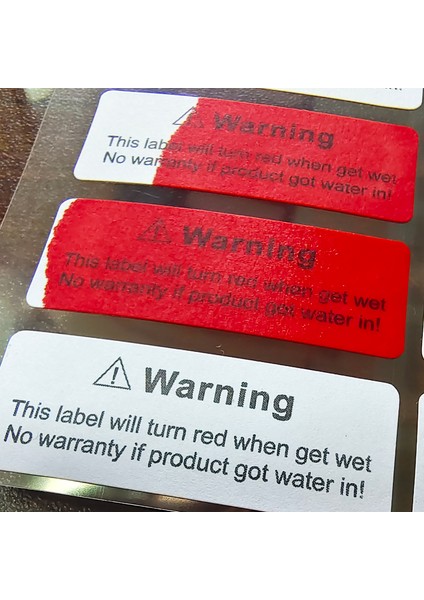 Warning
This label will turn red when get wet
No warranty if product got water in!
Warning
This label will turn red when get wet
No warranty if product got water in!
Warning
This label will turn red when get wet
No warranty if product got water in!